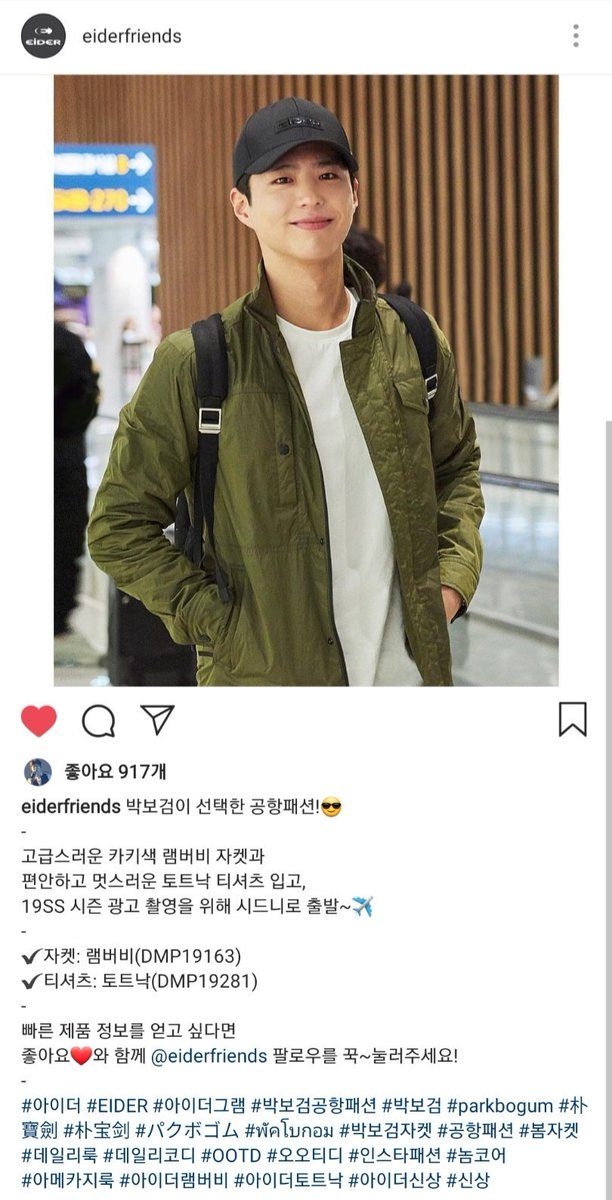 EIDER
eiderfriends
EIDER
좋아요 917개
eiderfriends 박보검이 선택한 공항패션!😎
-
고급스러운 카키색 램버비 자켓과
편안하고 멋스러운 토트낙 티셔츠 입고,
19SS 시즌 광고 촬영을 위해 시드니로 출발~✈️
-
✔자켓: 램버비(DMP19163)
✔티셔츠: 토트낙(DMP19281)
-
빠른 제품 정보를 얻고 싶다면
좋아요❤️와 함께 @eiderfriends 팔로우를 꾹~눌러주세요!
-
#아이더 #EIDER #아이더그램 #박보검공항패션 #박보검 #parkbogum #朴
寶劍 #朴宝剑 #パクボゴム #พัคโบกอม #박보검자켓 #공항패션 #봄자켓
#데일리룩 #데일리코디 #OOTD #오오티디 #인스타패션 #놈코어
#아메카지룩 #아이더램버비 #아이더토트낙 #아이더신상 #신상